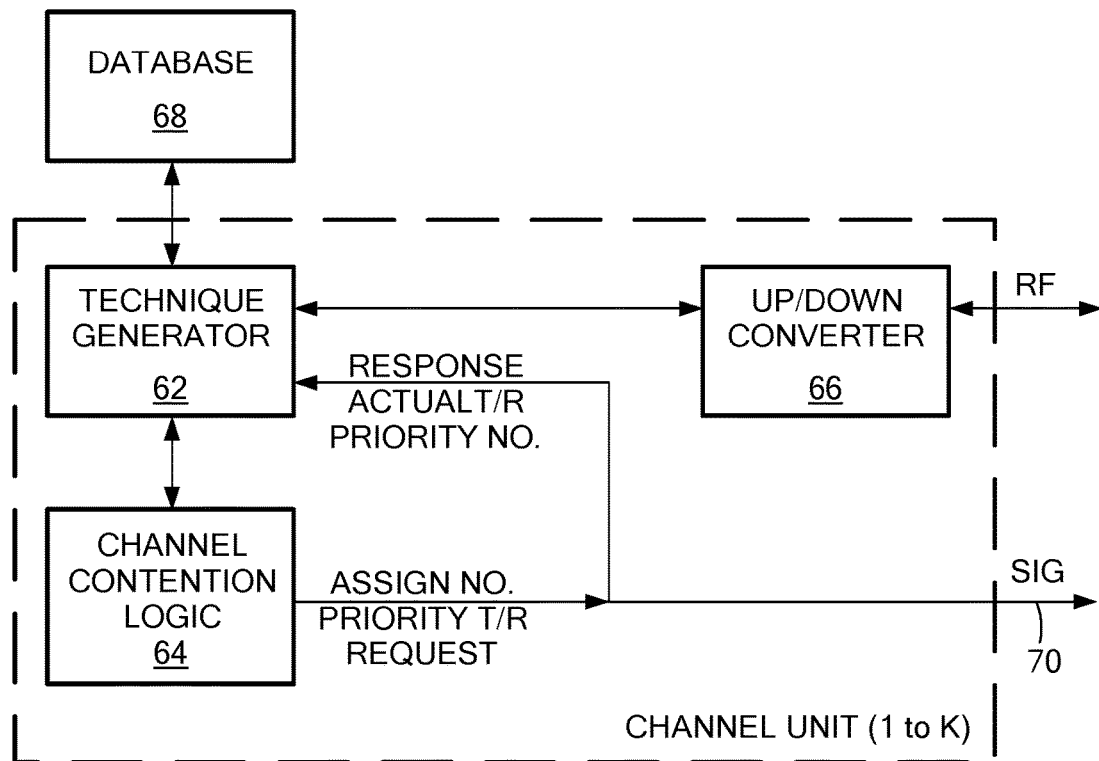 DATABASE
68
TECHNIQUE
GENERATOR
62
UP/DOWN
CONVERTER
66
RF
RESPONSE
ACTUALT/R
PRIORITY NO.
CHANNEL
CONTENTION
LOGIC
64
ASSIGN NO.
PRIORITY T/R
REQUEST
SIG
70
CHANNEL UNIT (1 to K)